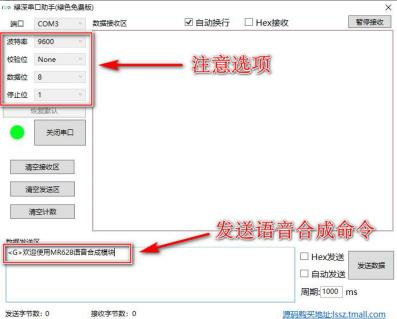 绿深串口助手(绿色免费版)
端口 COM3 数据接收区 自动换行 Hex接收 暂停接收
波特率 9600
校验位 None
数据位 8
停止位 1
恢复默认
关闭串口
注意选项
清空接收区
清空发送区
清空计数
发送语音合成命令
数据发送区
<G>欢迎使用MR628语音合成模块
Hex发送
自动发送
发送数据
周期: 1000 ms
发送字节数: 0 接收字节数: 0 源码购买地址:lssz.tmall.com